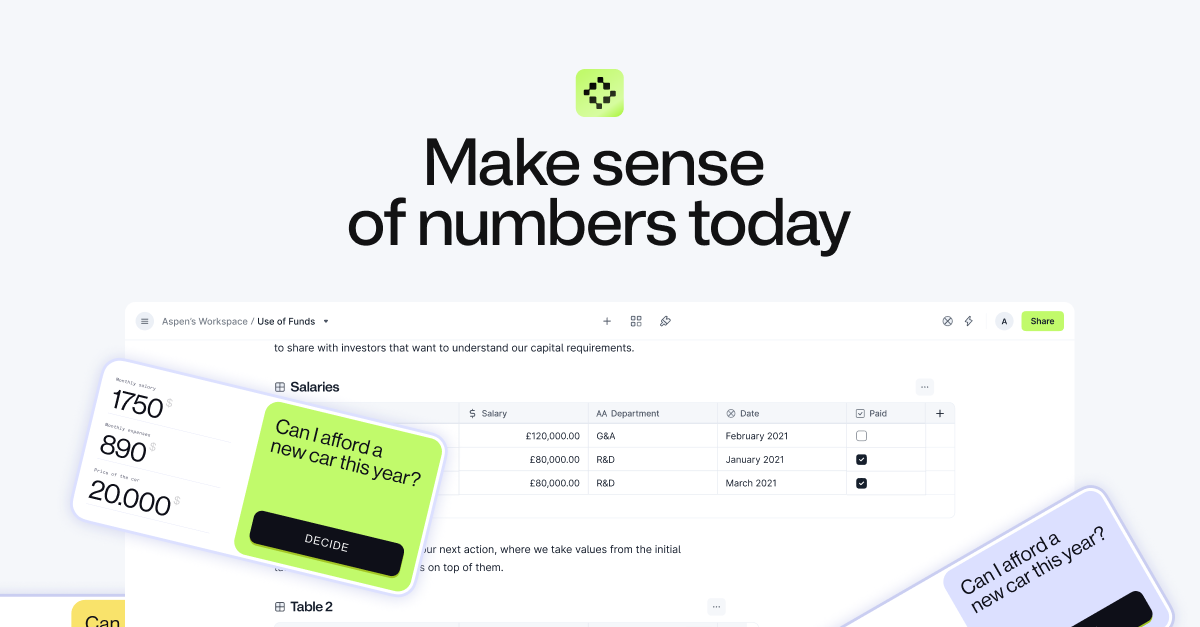 Make sense
of numbers today
Aspen's Workspace / Use of Funds
A
Share
to share with investors that want to understand our capital requirements.
Salaries
Salary
AA Department
Date
Paid
£120,000.00 G&A February 2021
£80,000.00 R&D January 2021
£80,000.00 R&D March 2021
Monthly salary
1750 $
Monthly expenses
890 $
Price of the car
20.000 $
Can I afford a
new car this year?
DECIDE
our next action, where we take values from the initial
on top of them.
Table 2
Can I afford a
new car this year?
Can